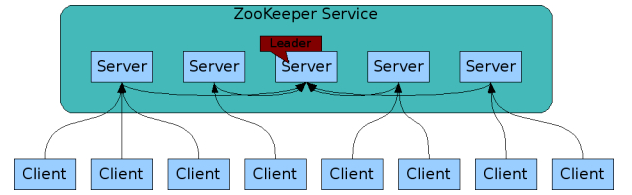 ZooKeeper Service
Leader
Server Server Server Server Server
Client Client Client Client Client Client Client Client